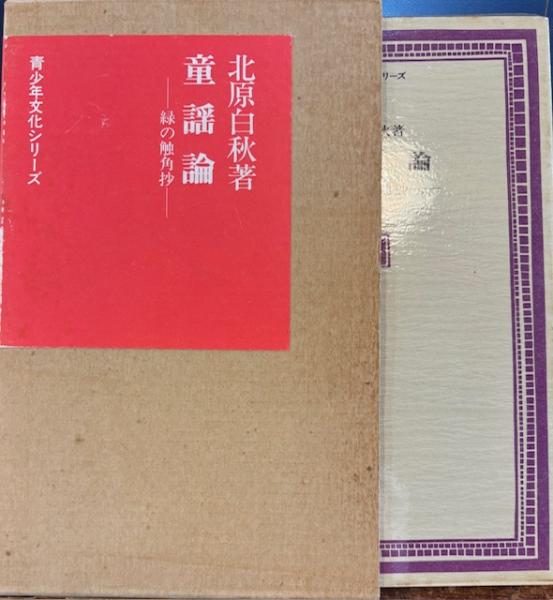 北原白秋著
童謡論
―緑の触角抄―
青少年文化シリーズ
リーズ
著
論